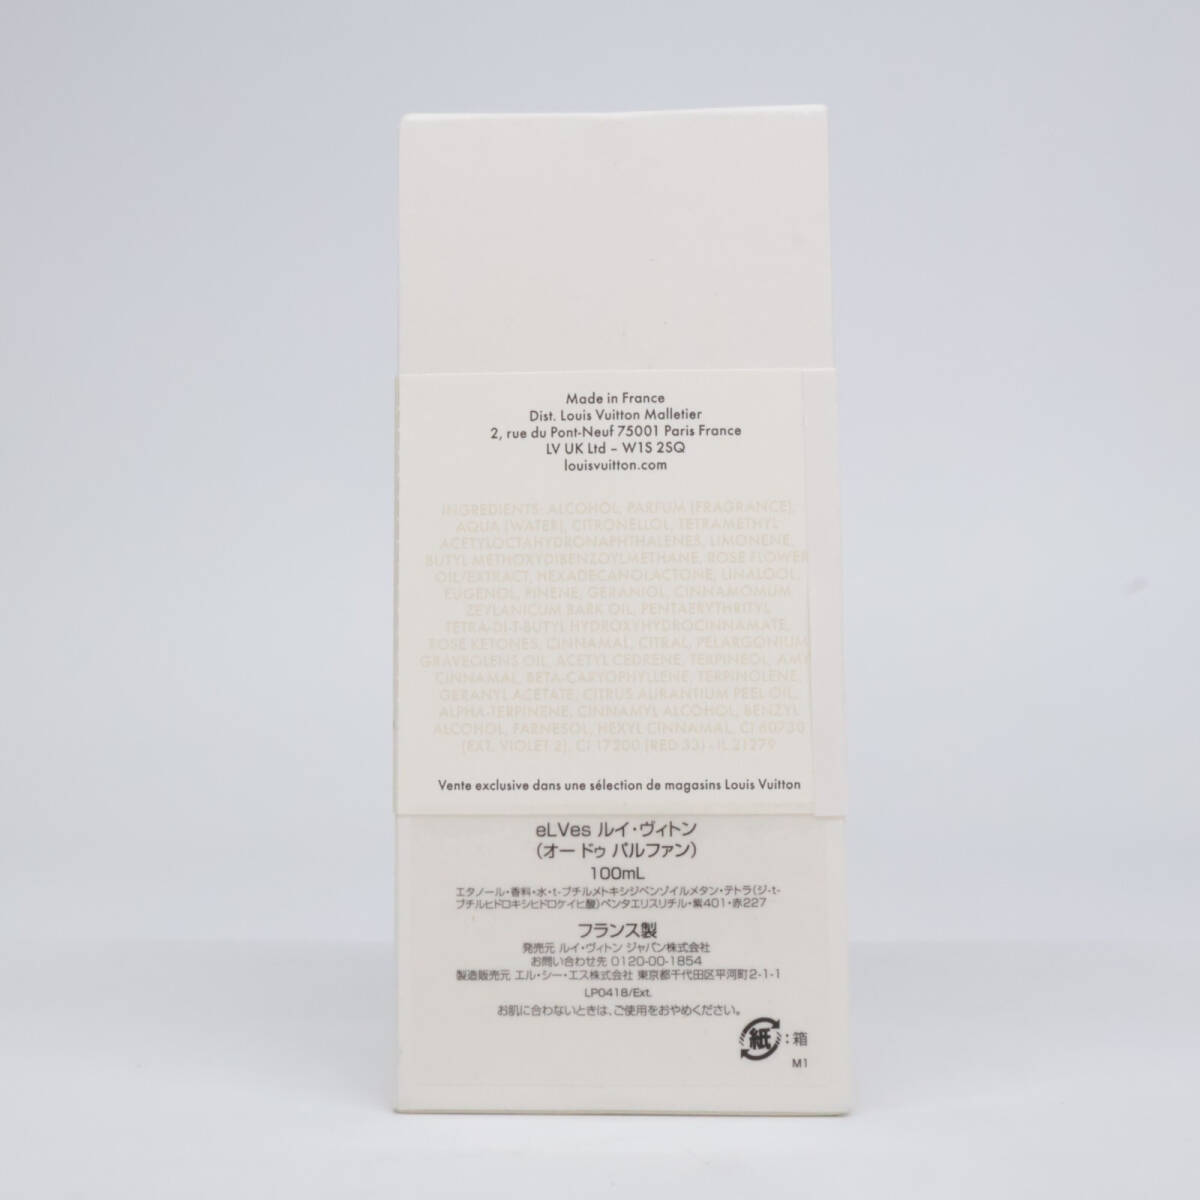 Made in France
Dist. Louis Vuitton Malletier
2, rue du Pont-Neuf 75001 Paris France
LV UK Ltd – W1S 2SQ
louisvuitton.com
INGREDIENTS: ALCOHOL, PARFUM (FRAGRANCE),
AQUA (WATER), CITRONELLOL, TETRAMETHYL
ACETYLOCTAHYDRONAPHTHALENES, LIMONENE,
BUTYL METHOXYDIBENZOYLMETHANE, ROSE FLOWER
OIL/EXTRACT, HEXADECANOLACTONE, LINALOOL,
EUGENOL, PINENE, GERANIOL, CINNAMOMUM
ZEYLANICUM BARK OIL, PENTAERYTHRITYL
TETRA-DI-T-BUTYL HYDROXYHYDROCINNAMATE,
ROSE KETONES, CINNAMAL, CITRAL, PELARGONIUM
GRAVEOLENS OIL, ACETYL CEDRENE, TERPINEOL,
CINNAMAL, BETA-CARYOPHYLLENE, TERPINOLENE,
GERANYL ACETATE, CITRUS AURANTIUM PEEL OIL,
ALPHA-TERPINENE, CINNAMYL ALCOHOL, BENZYL
ALCOHOL, FARNESOL, HEXYL CINNAMAL, CI 60730
(EXT. VIOLET 2), CI 17200 (RED 33) - IL 21279
Vente exclusive dans une sélection de magasins Louis Vuitton
eLVes ルイ・ヴィトン
（オー ドゥ パルファン）
100mL
エタノール・香料・水・t-ブチルメトキシジベンゾイルメタン・テトラ(ジ-t-
ブチルヒドロキシヒドロケイヒ酸)ペンタエリスリチル・紫401・赤227
フランス製
発売元 ルイ・ヴィトン ジャパン株式会社
お問い合わせ先 0120-00-1854
製造販売元 エル・シー・エス株式会社 東京都千代田区平河町2-1-1
LP0418/Ext.
お肌に合わないときは、ご使用をおやめください。
紙：箱
M1